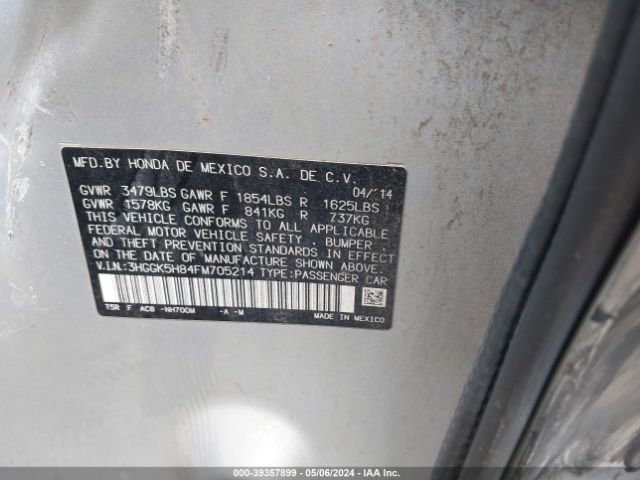 MFD.BY HONDA DE MEXICO S.A. DE C.V. 04/'14
GVWR 3479LBS GAWR F 1854LBS R 1625LBS
GVWR 1578KG GAWR F 841KG R 737KG
THIS VEHICLE CONFORMS TO ALL APPLICABLE
FEDERAL MOTOR VEHICLE SAFETY , BUMPER ,
AND THEFT PREVENTION STANDARDS IN EFFECT
ON THE DATE OF MANUFACTURE SHOWN ABOVE.
V.I.N.:3HGGK5H84FM705214 TYPE:PASSENGER CAR
T5R F ACB -NH700M -A -M MADE IN MEXICO
000-39357899 - 05/06/2024 - IAA Inc.